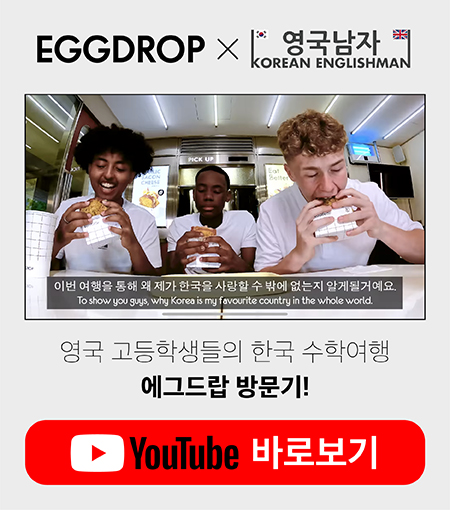 EGGDROP × 영국남자
KOREAN ENGLISHMAN
PICK UP
BACON
CHEESE
이번 여행을 통해 왜 제가 한국을 사랑할 수 밖에 없는지 알게될거예요.
To show you guys, why Korea is my favourite country in the whole world.
영국 고등학생들의 한국 수학여행
에그드랍 방문기!
YouTube 바로보기